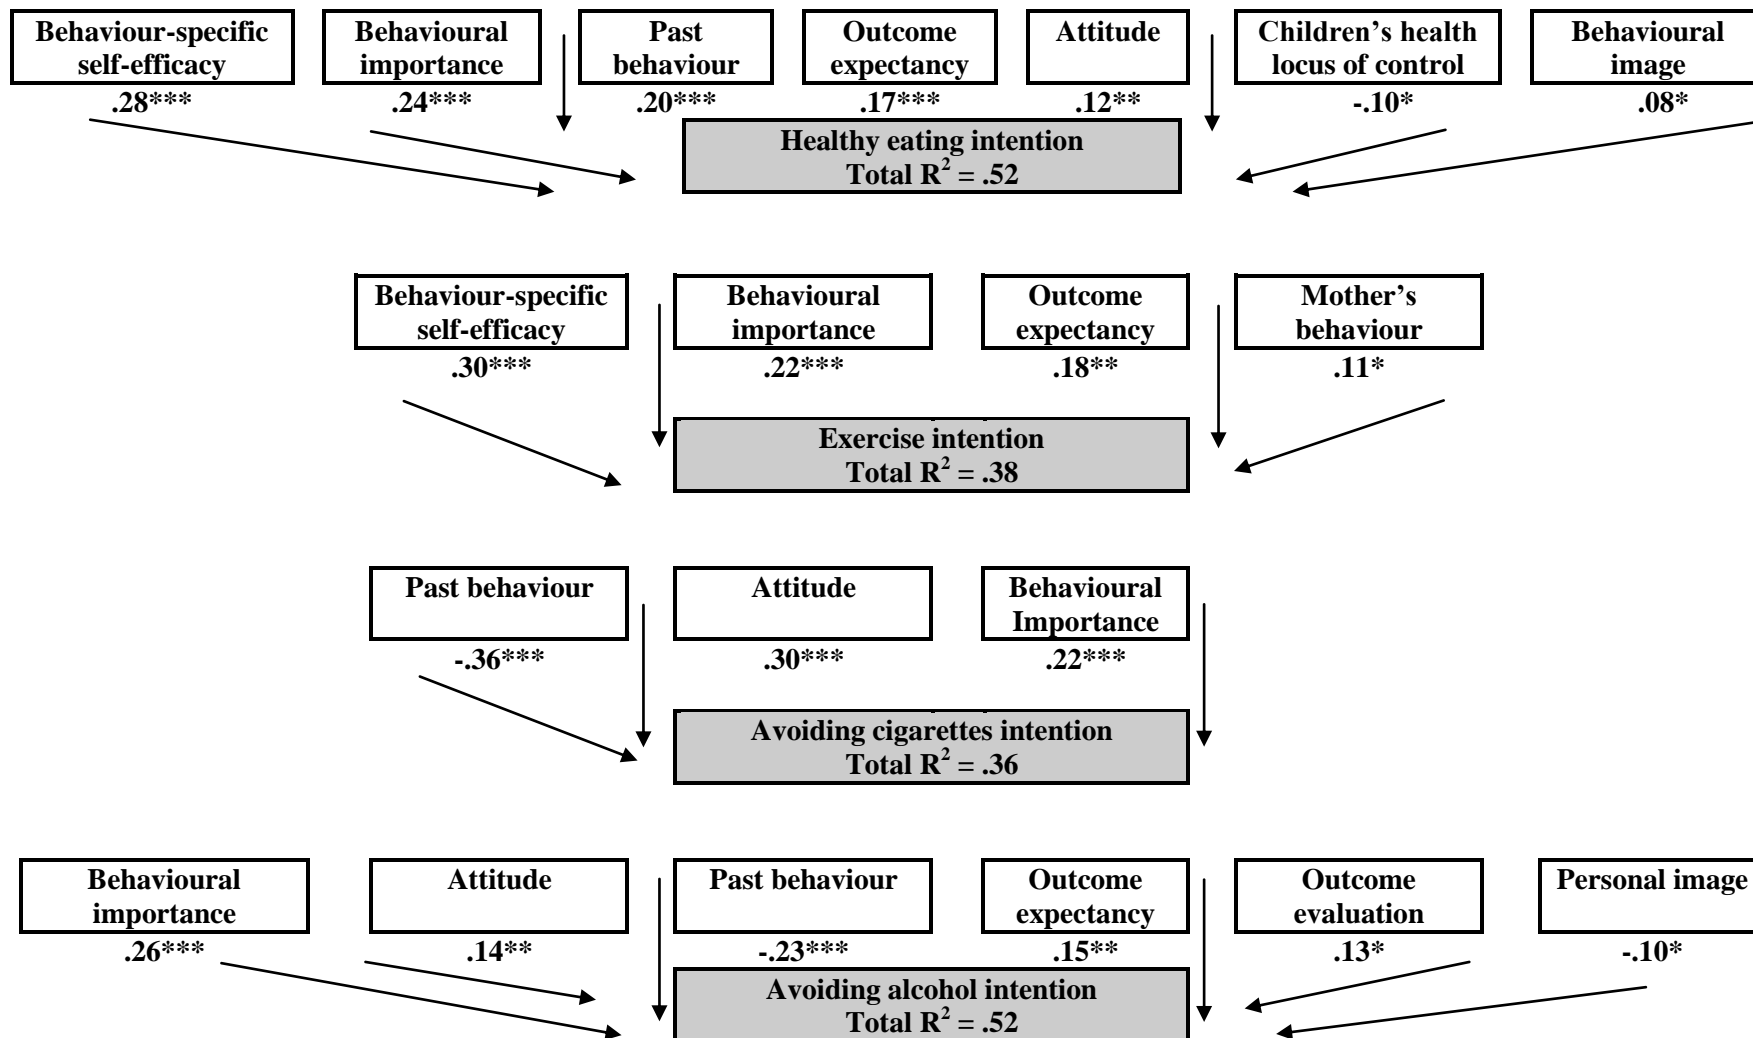 Behaviour-specific
self-efficacy
.28***
Behavioural
importance
.24***
Past
behaviour
.20***
Outcome
expectancy
.17***
Attitude
.12**
Children’s health
locus of control
-.10*
Behavioural
image
.08*
Healthy eating intention
Total R² = .52
Behaviour-specific
self-efficacy
.30***
Behavioural
importance
.22***
Outcome
expectancy
.18**
Mother’s
behaviour
.11*
Exercise intention
Total R² = .38
Past behaviour
-.36***
Attitude
.30***
Behavioural
Importance
.22***
Avoiding cigarettes intention
Total R² = .36
Behavioural
importance
.26***
Attitude
.14**
Past behaviour
-.23***
Outcome
expectancy
.15**
Outcome
evaluation
.13*
Personal image
-.10*
Avoiding alcohol intention
Total R² = .52